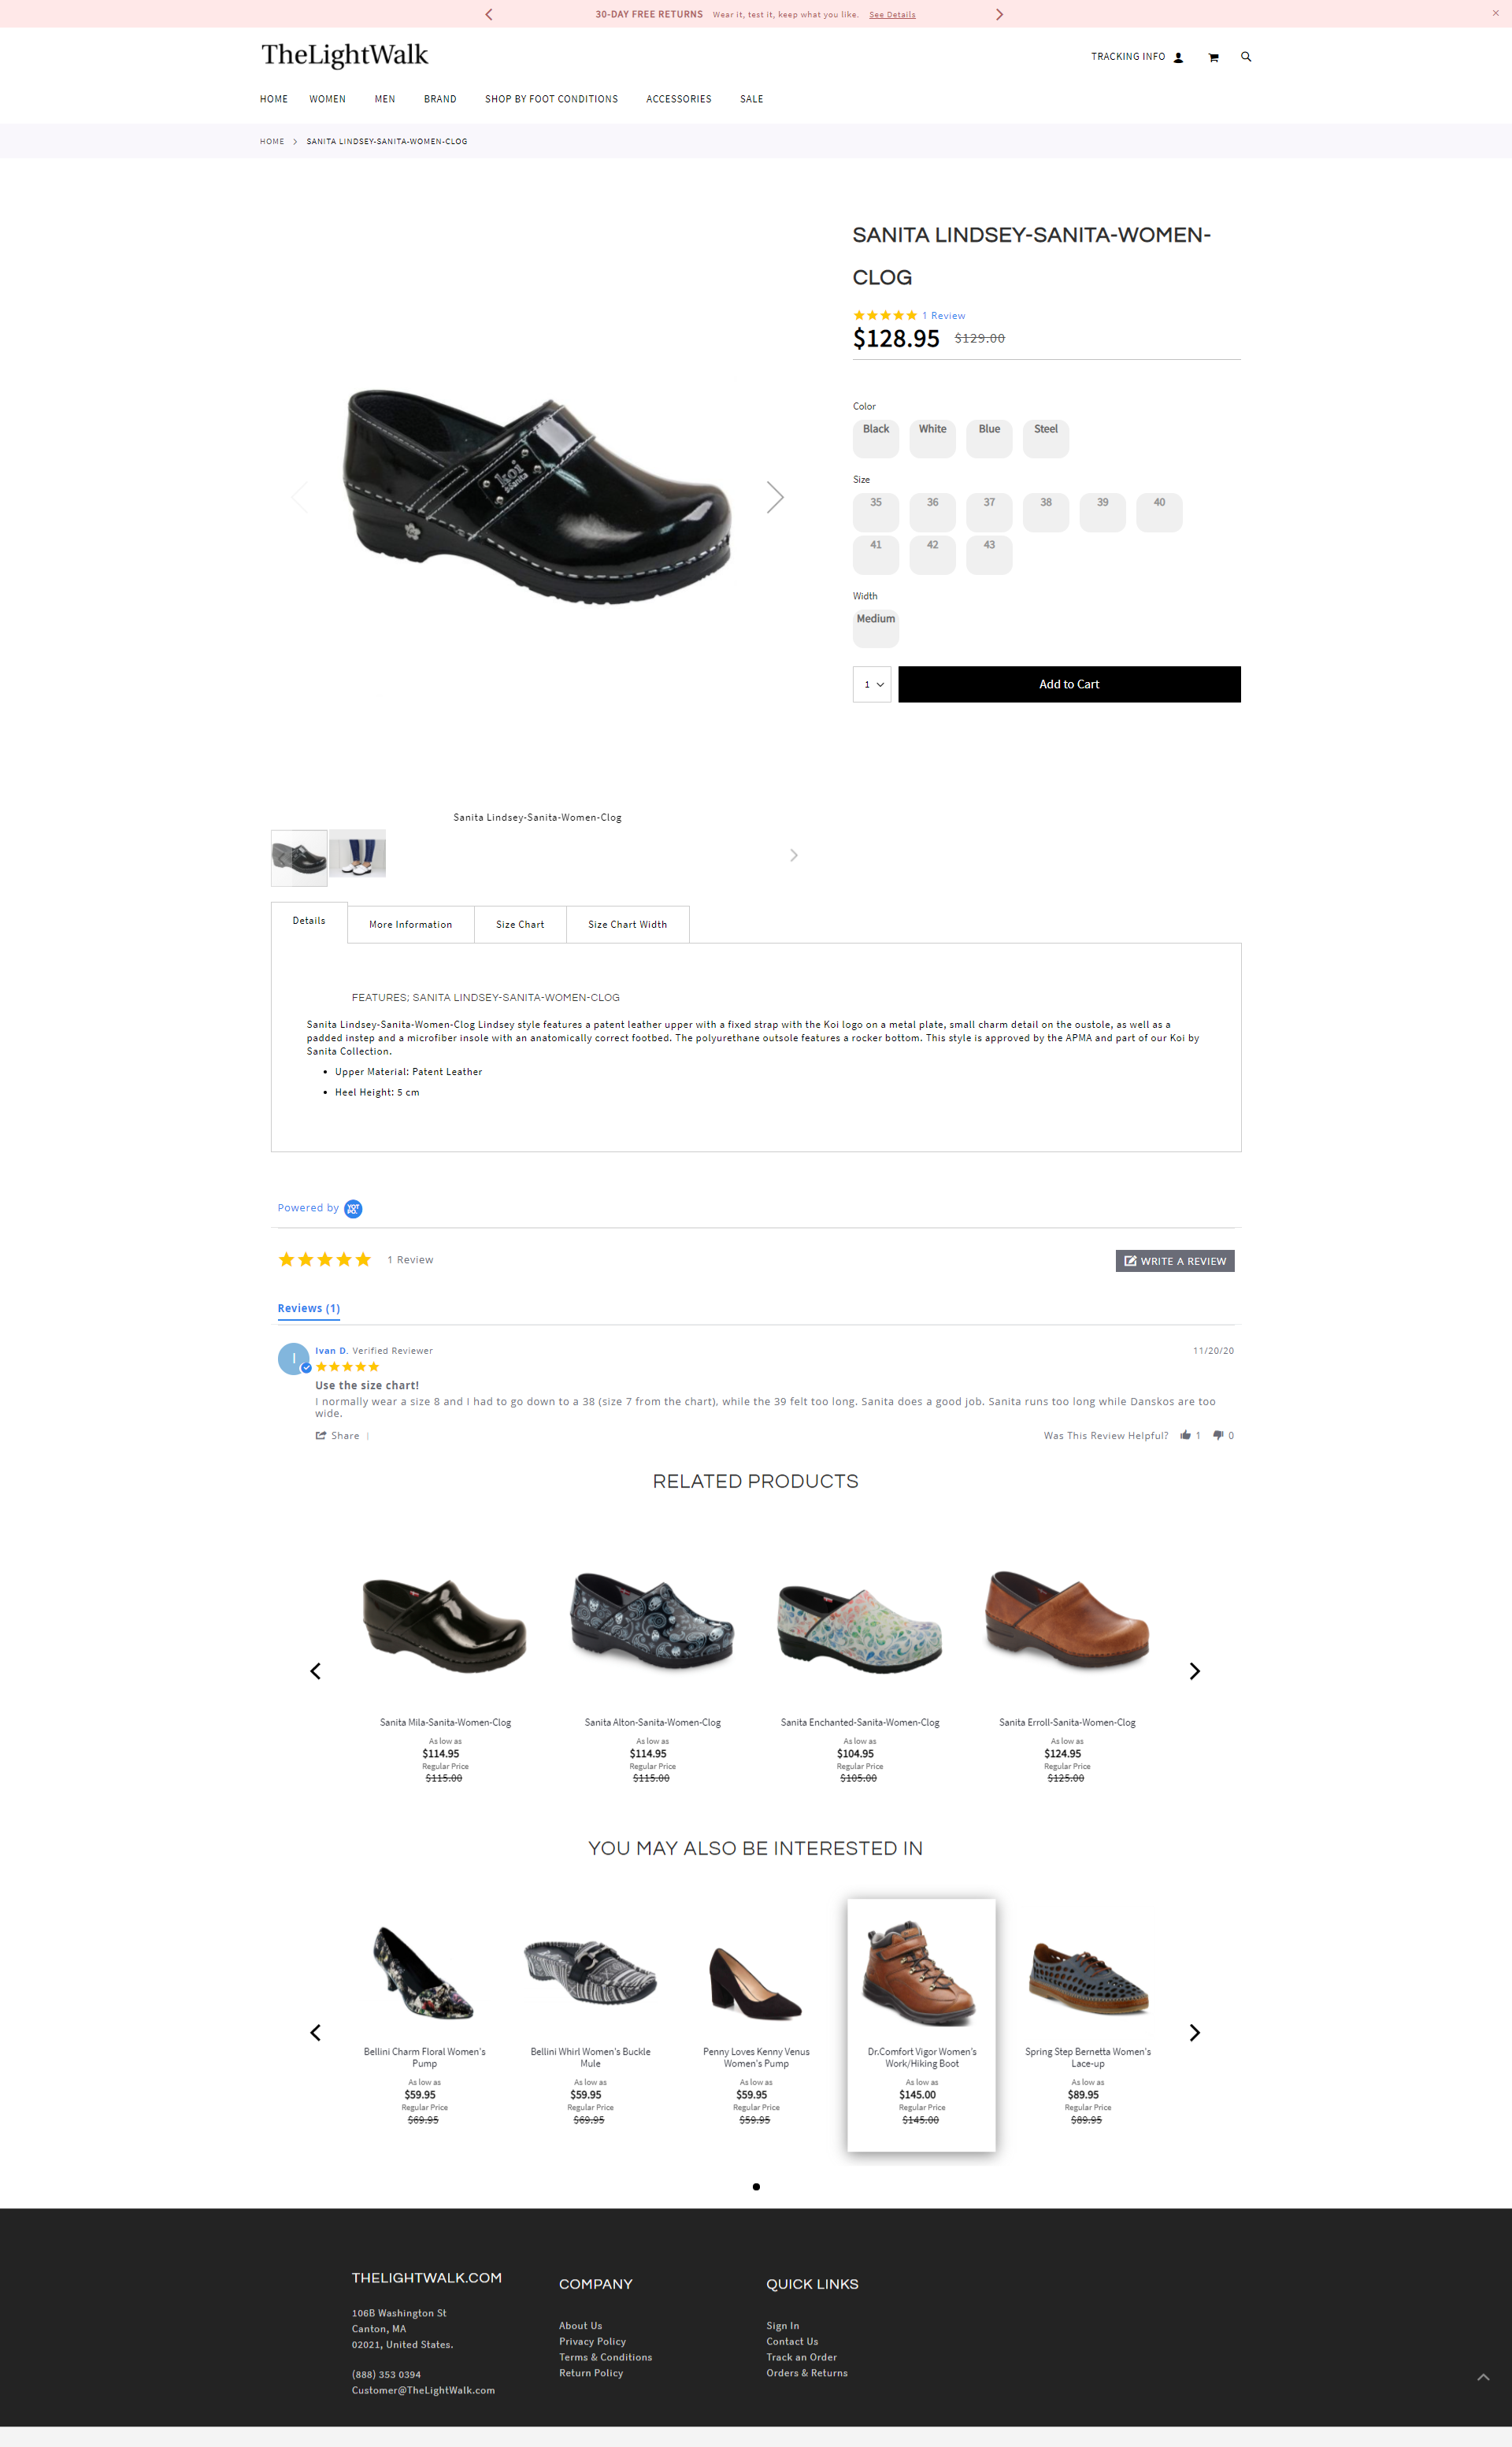 30-DAY FREE RETURNS Wear it, test it, keep what you like. See Details
TheLightWalk
TRACKING INFO
HOME WOMEN MEN BRAND SHOP BY FOOT CONDITIONS ACCESSORIES SALE
HOME SANITA LINDSEY-SANITA-WOMEN-CLOG
SANITA LINDSEY-SANITA-WOMEN-
CLOG
1 Review
$128.95 $129.00
Color
Black White Blue Steel
Size
35 36 37 38 39 40
41 42 43
Width
Medium
1 Add to Cart
koi
sanita
Sanita Lindsey-Sanita-Women-Clog
Details More Information Size Chart Size Chart Width
FEATURES; SANITA LINDSEY-SANITA-WOMEN-CLOG
Sanita Lindsey-Sanita-Women-Clog Lindsey style features a patent leather upper with a fixed strap with the Koi logo on a metal plate, small charm detail on the oustole, as well as a
padded instep and a microfiber insole with an anatomically correct footbed. The polyurethane outsole features a rocker bottom. This style is approved by the APMA and part of our Koi by
Sanita Collection.
• Upper Material: Patent Leather
• Heel Height: 5 cm
Powered by YOTPO.
1 Review
WRITE A REVIEW
Reviews (1)
I Ivan D. Verified Reviewer 11/20/20
Use the size chart!
I normally wear a size 8 and I had to go down to a 38 (size 7 from the chart), while the 39 felt too long. Sanita does a good job. Sanita runs too long while Danskos are too
wide.
Share | Was This Review Helpful? 1 0
RELATED PRODUCTS
Sanita Mila-Sanita-Women-Clog Sanita Alton-Sanita-Women-Clog Sanita Enchanted-Sanita-Women-Clog Sanita Erroll-Sanita-Women-Clog
As low as As low as As low as As low as
$114.95 $114.95 $104.95 $124.95
Regular Price Regular Price Regular Price Regular Price
$115.00 $115.00 $105.00 $125.00
YOU MAY ALSO BE INTERESTED IN
Bellini Charm Floral Women's Bellini Whirl Women's Buckle Penny Loves Kenny Venus Dr.Comfort Vigor Women's Spring Step Bernetta Women's
Pump Mule Women's Pump Work/Hiking Boot Lace-up
As low as As low as As low as As low as As low as
$59.95 $59.95 $59.95 $145.00 $89.95
Regular Price Regular Price Regular Price Regular Price Regular Price
$69.95 $69.95 $59.95 $145.00 $89.95
THELIGHTWALK.COM
106B Washington St
Canton, MA
02021, United States.
(888) 353 0394
Customer@TheLightWalk.com
COMPANY
About Us
Privacy Policy
Terms & Conditions
Return Policy
QUICK LINKS
Sign In
Contact Us
Track an Order
Orders & Returns